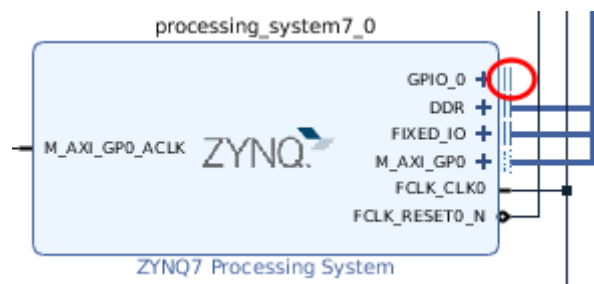 processing_system7_0
GPIO_0
DDR
FIXED_IO
M_AXI_GP0_ACLK
ZYNQ.
M_AXI_GP0
FCLK_CLK0
FCLK_RESET0_N
ZYNQ7 Processing System